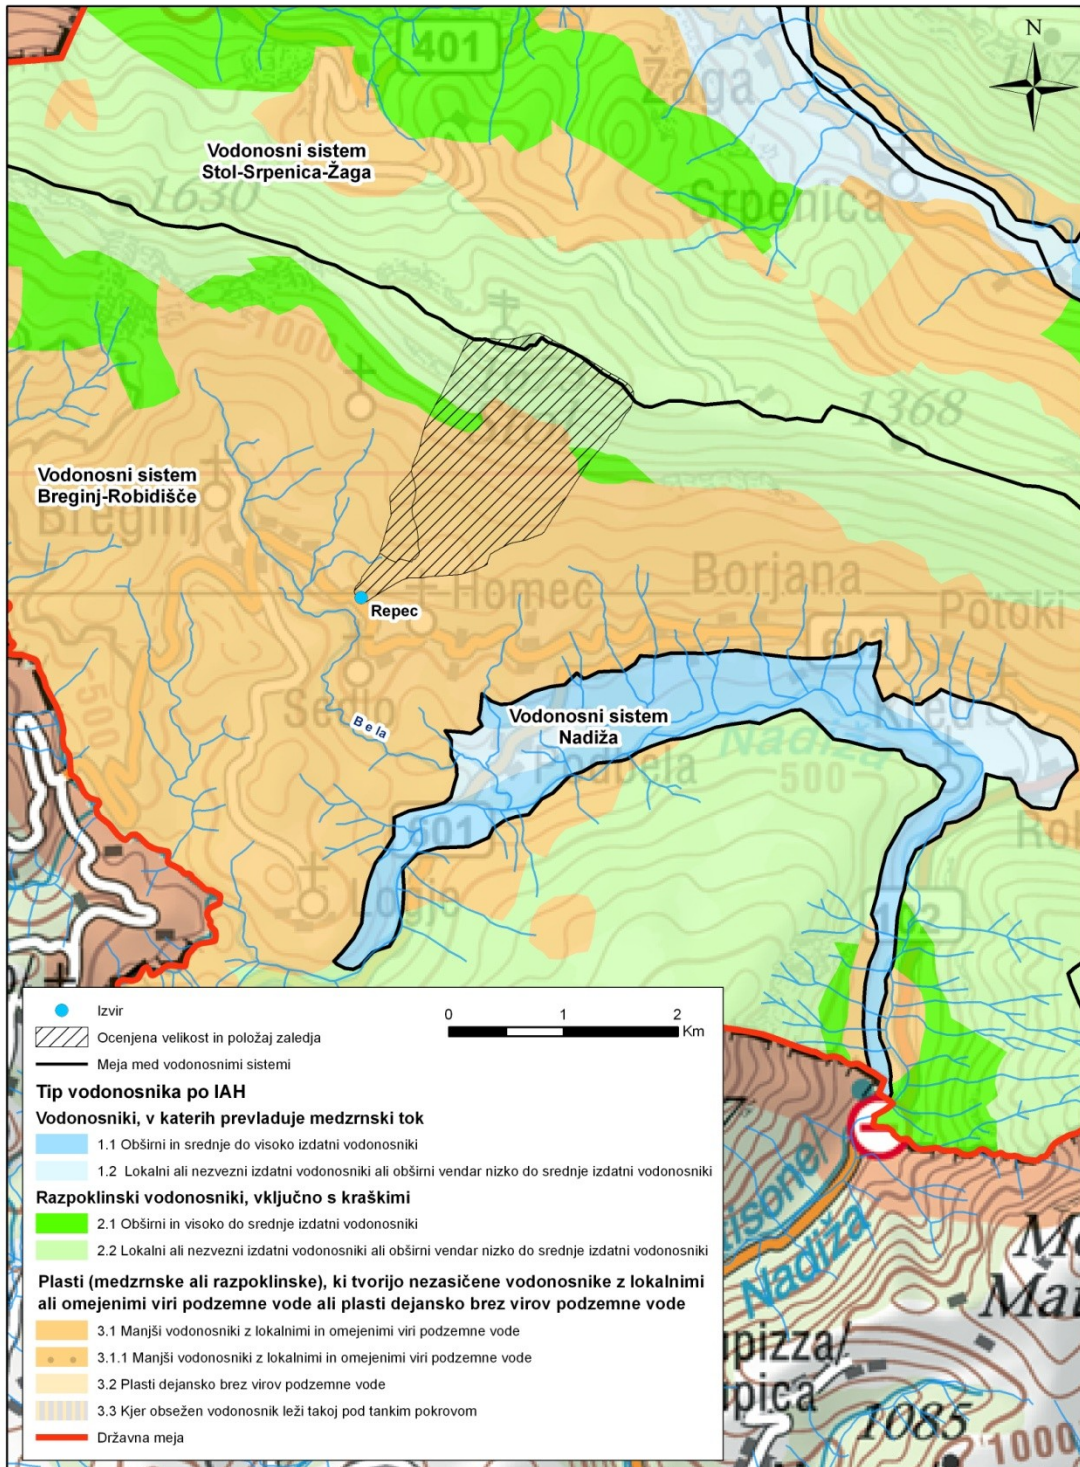 401
N
Žaga
Vodonosni sistem
Stol-Srpenica-Žaga
1630
Srpenica
1000
1368
Stol
Vodonosni sistem
Breginj-Robidišče
Breginj
Homec
Borjana
Potoki
Repec
603
500
Sedlo
Bela
Vodonosni sistem
Nadiža
Kred
Nadiža
Podbela
500
601
Logje
Izvir
Ocenjena velikost in položaj zaledja
Meja med vodonosnimi sistemi
0 1 2
Km
Tip vodonosnika po IAH
Vodonosniki, v katerih prevladuje medzrnski tok
1.1 Obširni in srednje do visoko izdatni vodonosniki
1.2 Lokalni ali nezvezni izdatni vodonosniki ali obširni vendar nizko do srednje izdatni vodonosniki
Razpoklinski vodonosniki, vključno s kraškimi
2.1 Obširni in visoko do srednje izdatni vodonosniki
2.2 Lokalni ali nezvezni izdatni vodonosniki ali obširni vendar nizko do srednje izdatni vodonosniki
Plasti (medzrnske ali razpoklinske), ki tvorijo nezasičene vodonosnike z lokalnimi
ali omejenimi viri podzemne vode ali plasti dejansko brez virov podzemne vode
3.1 Manjši vodonosniki z lokalnimi in omejenimi viri podzemne vode
3.1.1 Manjši vodonosniki z lokalnimi in omejenimi viri podzemne vode
3.2 Plasti dejansko brez virov podzemne vode
3.3 Kjer obsežen vodonosnik leži takoj pod tankim pokrovom
Državna meja
Nadiža
1085
1000